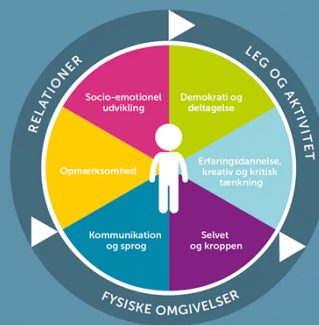 RELATIONER
LEG OG AKTIVITET
Socio-emotionel
udvikling
Demokrati og
deltagelse
Opmærksomhed
Erfaringsdannelse,
kreativ og kritisk
tænkning
Kommunikation
og sprog
Selvet
og kroppen
FYSISKE OMGIVELSER